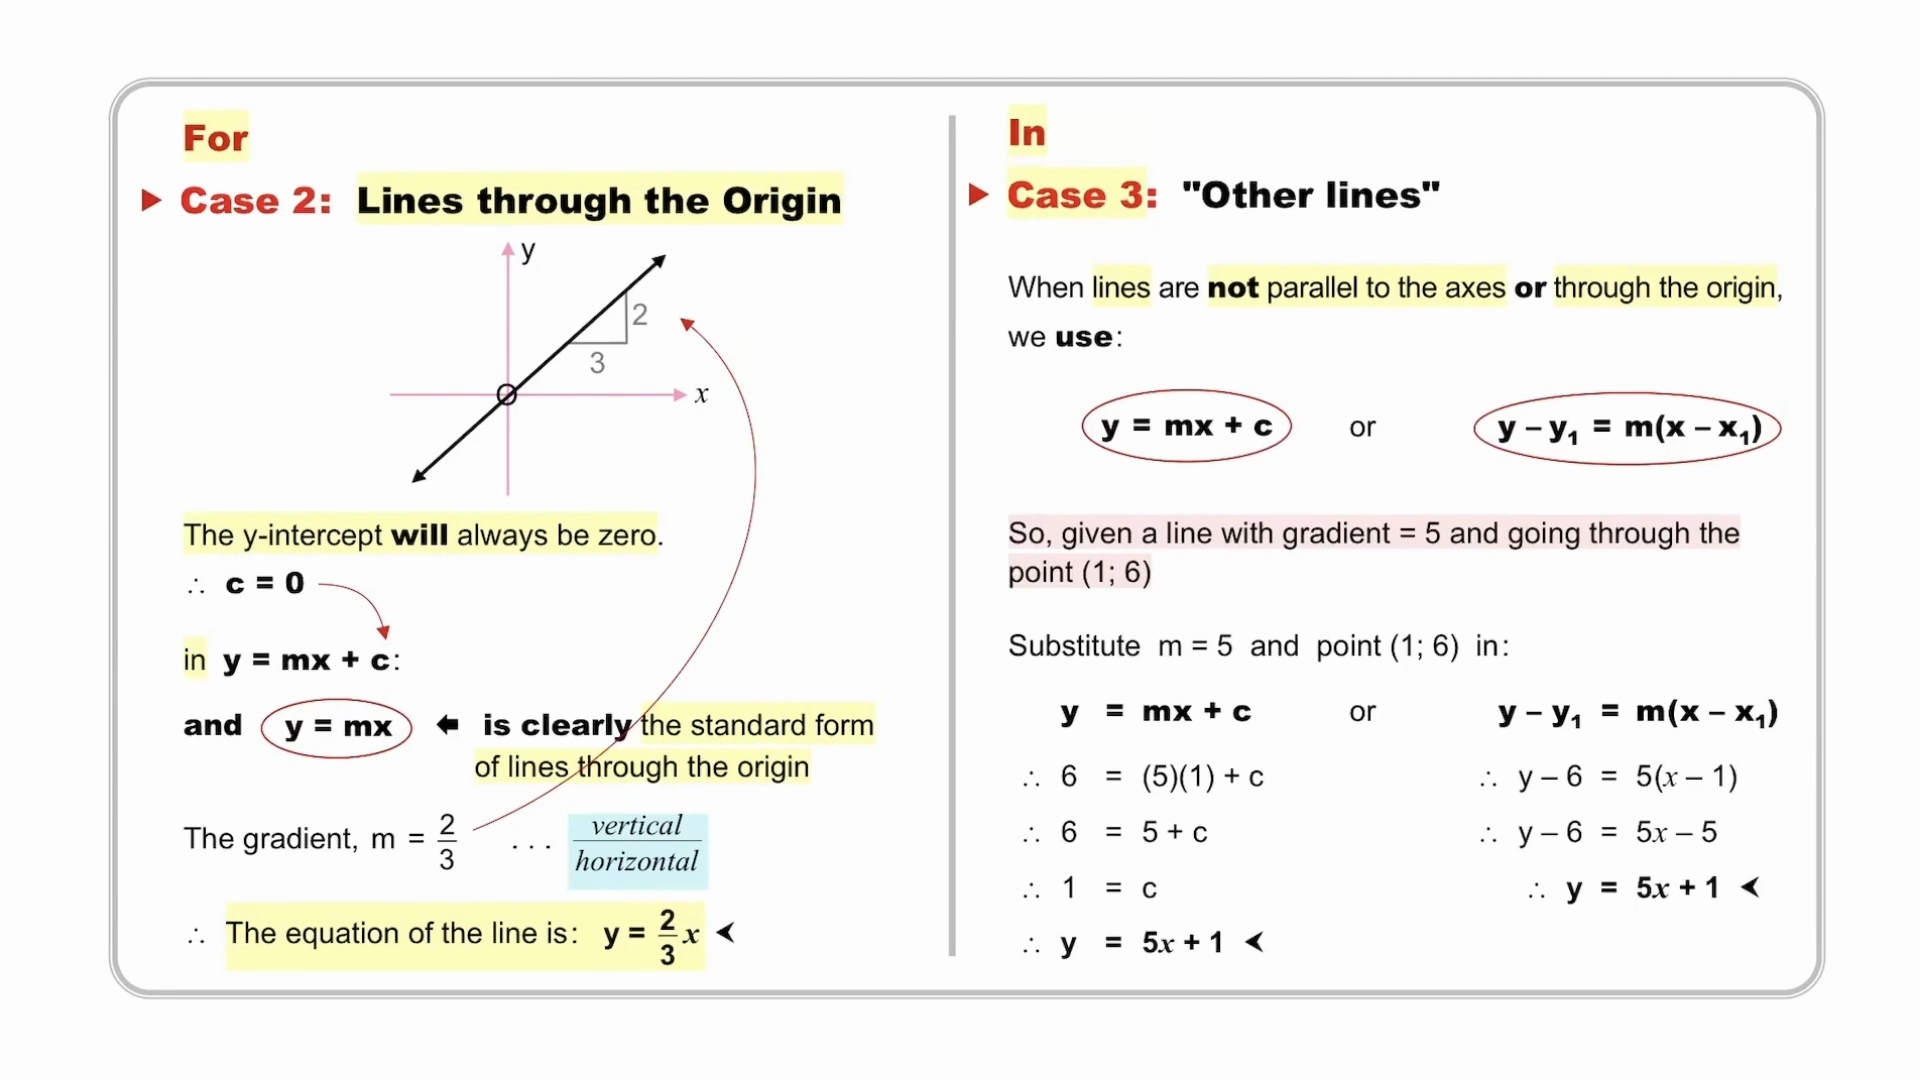 For
Case 2: Lines through the Origin
y
2
3
x
The y-intercept will always be zero.
∴ c = 0
in y = mx + c:
and y = mx ⬅ is clearly the standard form
of lines through the origin
The gradient, m = 2/3 ... vertical/horizontal
∴ The equation of the line is: y = 2/3 x ⮜
In
Case 3: "Other lines"
When lines are not parallel to the axes or through the origin,
we use:
y = mx + c or y – y₁ = m(x – x₁)
So, given a line with gradient = 5 and going through the
point (1; 6)
Substitute m = 5 and point (1; 6) in:
y = mx + c or y – y₁ = m(x – x₁)
∴ 6 = (5)(1) + c ∴ y – 6 = 5(x – 1)
∴ 6 = 5 + c ∴ y – 6 = 5x – 5
∴ 1 = c ∴ y = 5x + 1 ⮜
∴ y = 5x + 1 ⮜